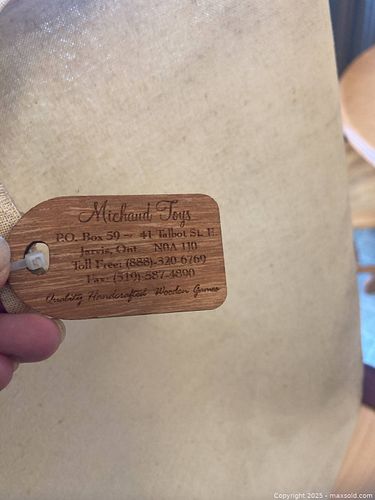 Michaud Toys
P.O. Box 59 ~ 41 Talbot St. E.
Jarvis, Ont. N0A 1J0
Toll Free: (888)-320-6769
Fax: (519)-587-4890
Quality Handcrafted Wooden Games
Copyright 2025 - maxsold.com